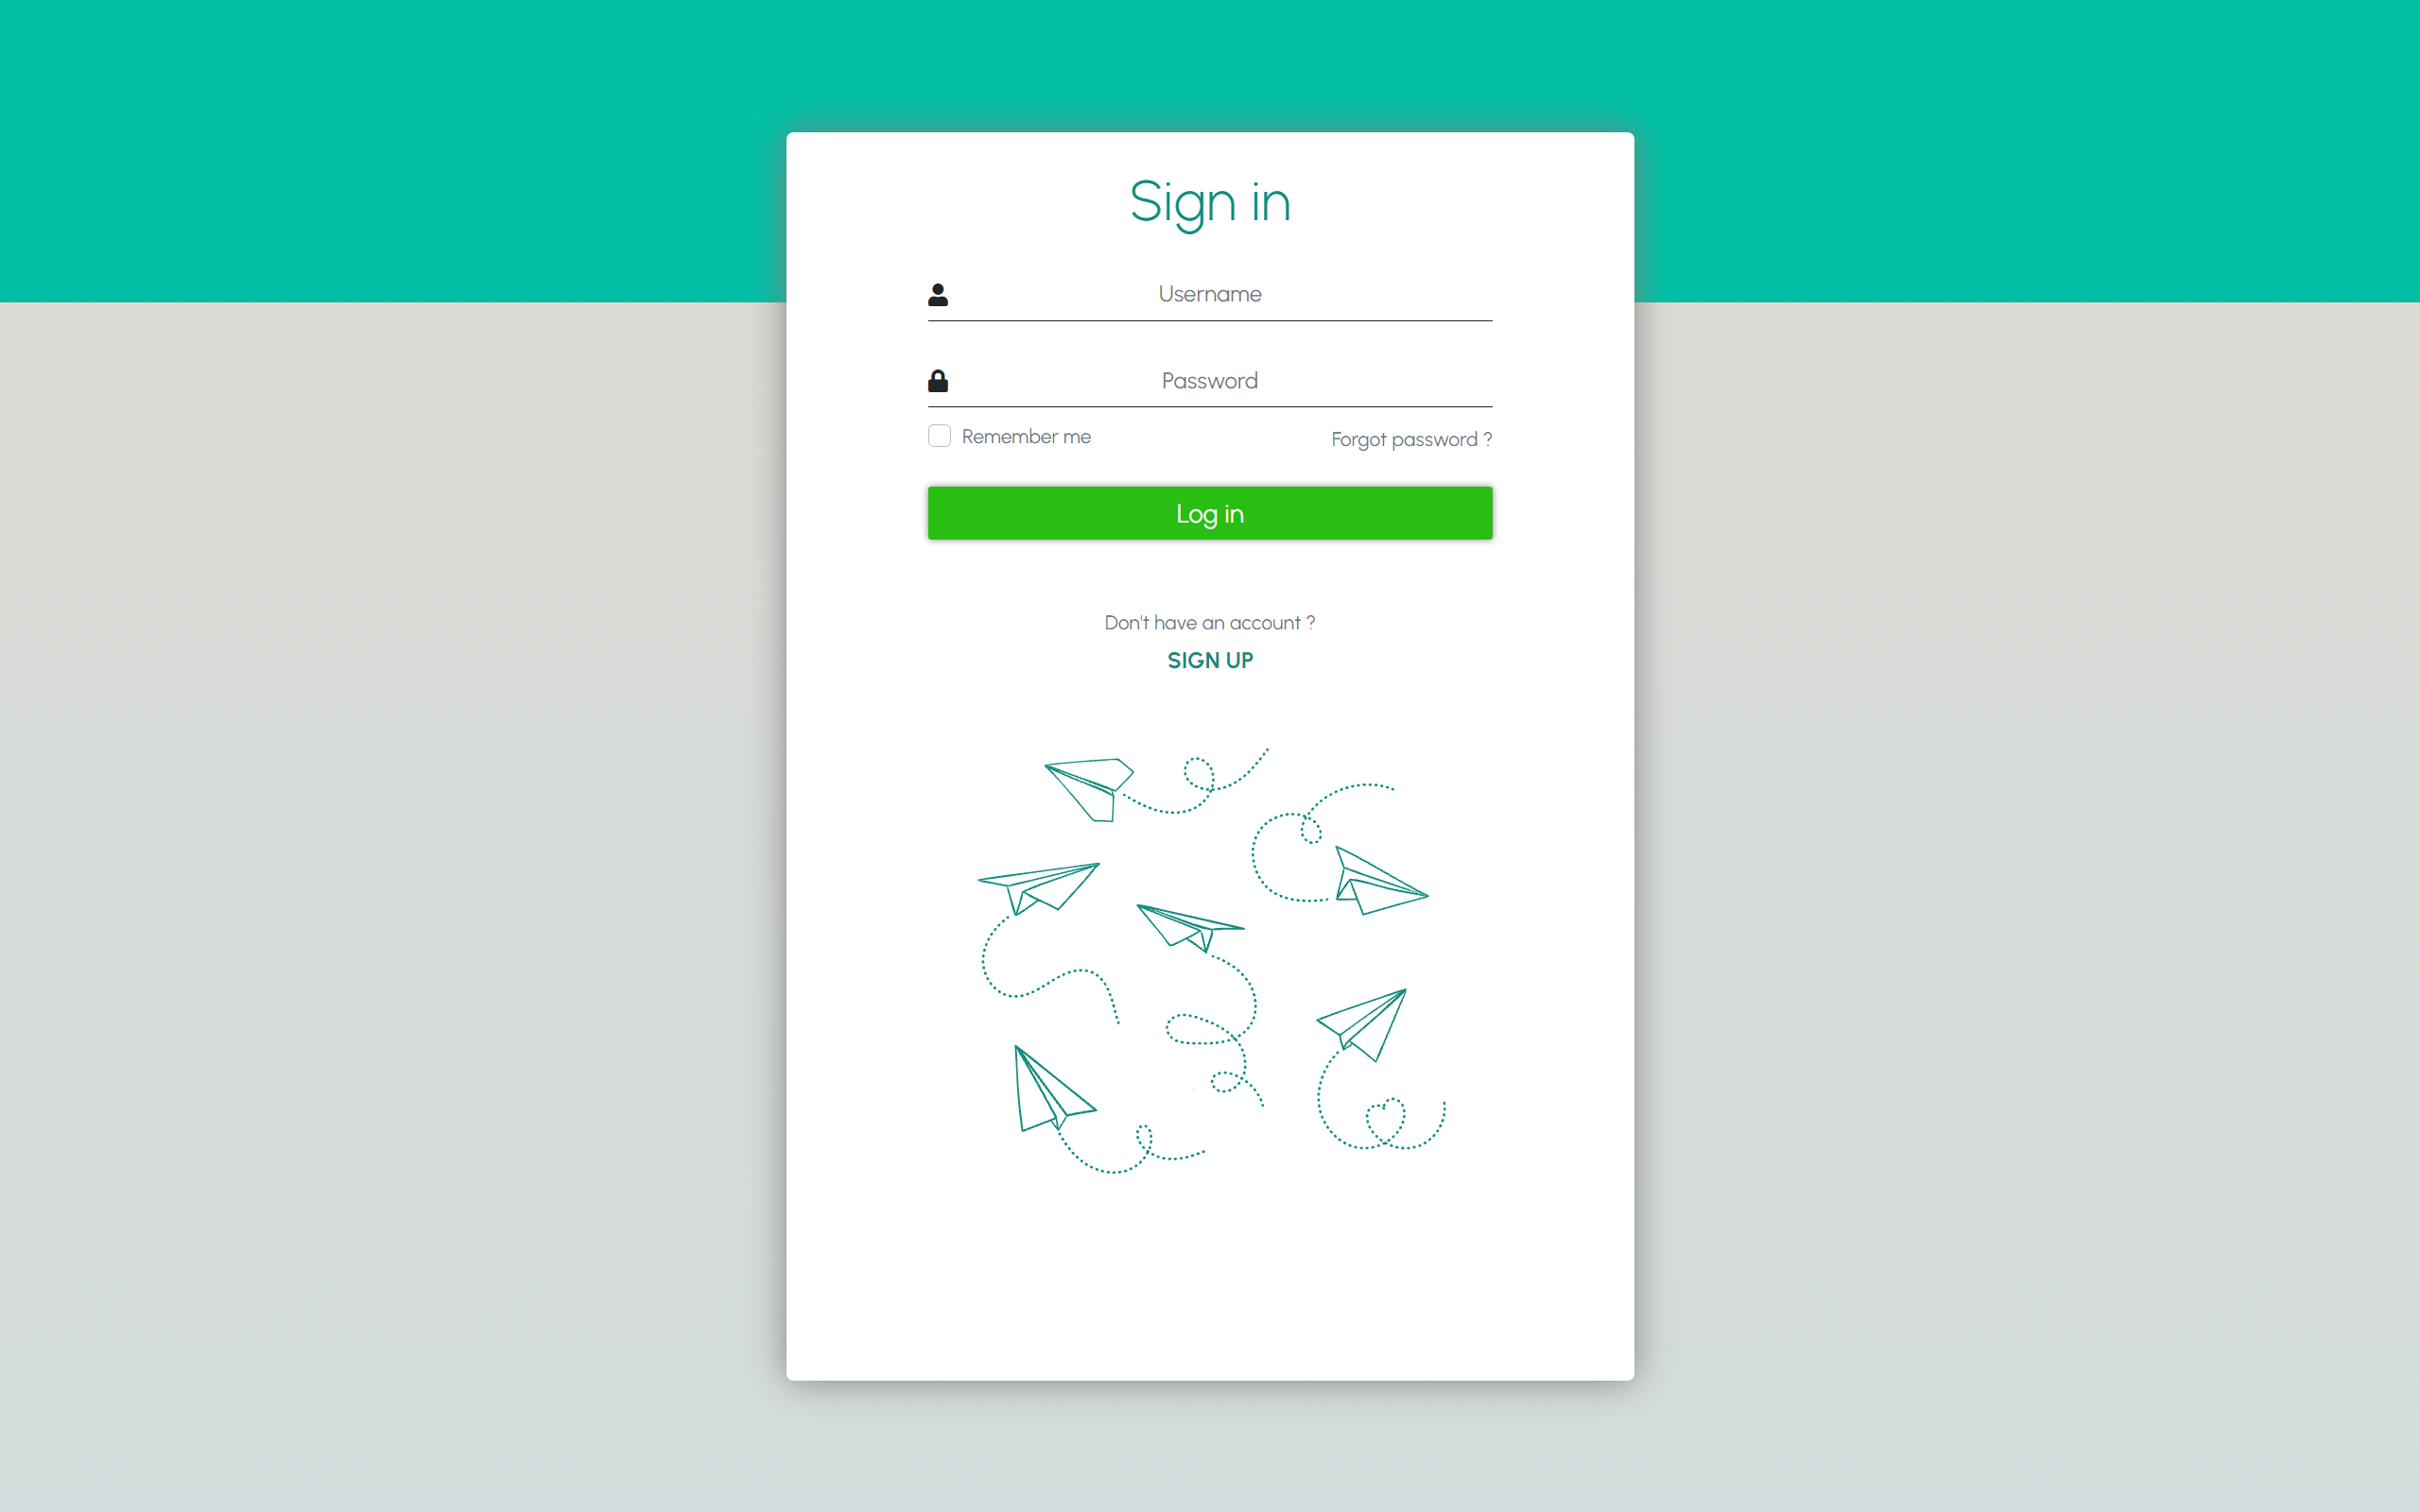 Sign in
Username
Password
Remember me
Forgot password ?
Log in
Don't have an account ?
SIGN UP